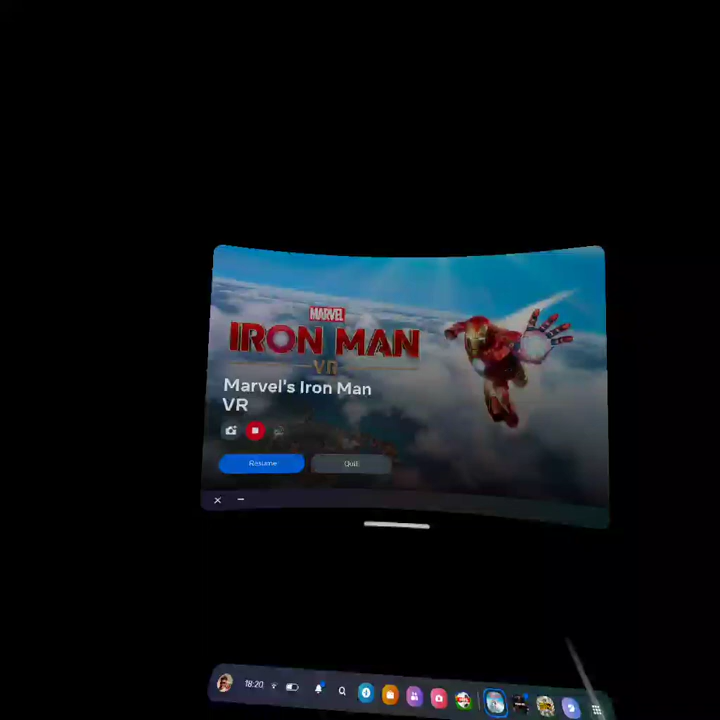 MARVEL
IRON MAN
VR
Marvel's Iron Man
VR
Resume
Quit
18:20